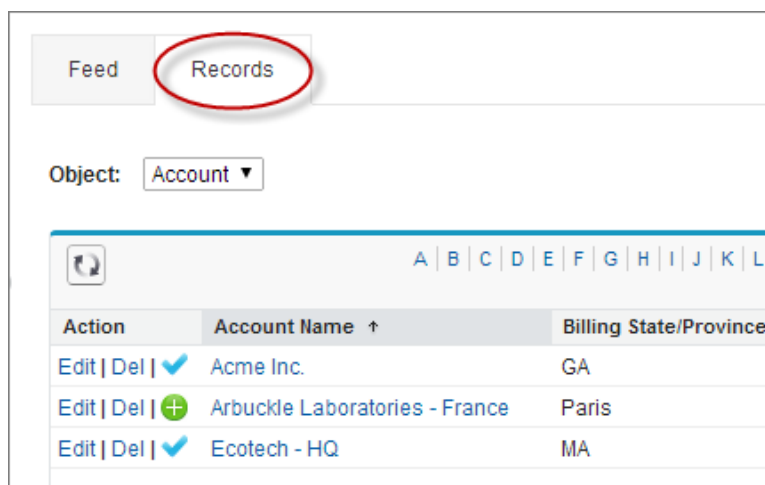 Feed Records
Object: Account ▼
A | B | C | D | E | F | G | H | I | J | K | L
Action Account Name ↑ Billing State/Province
Edit | Del | Acme Inc. GA
Edit | Del | Arbuckle Laboratories - France Paris
Edit | Del | Ecotech - HQ MA